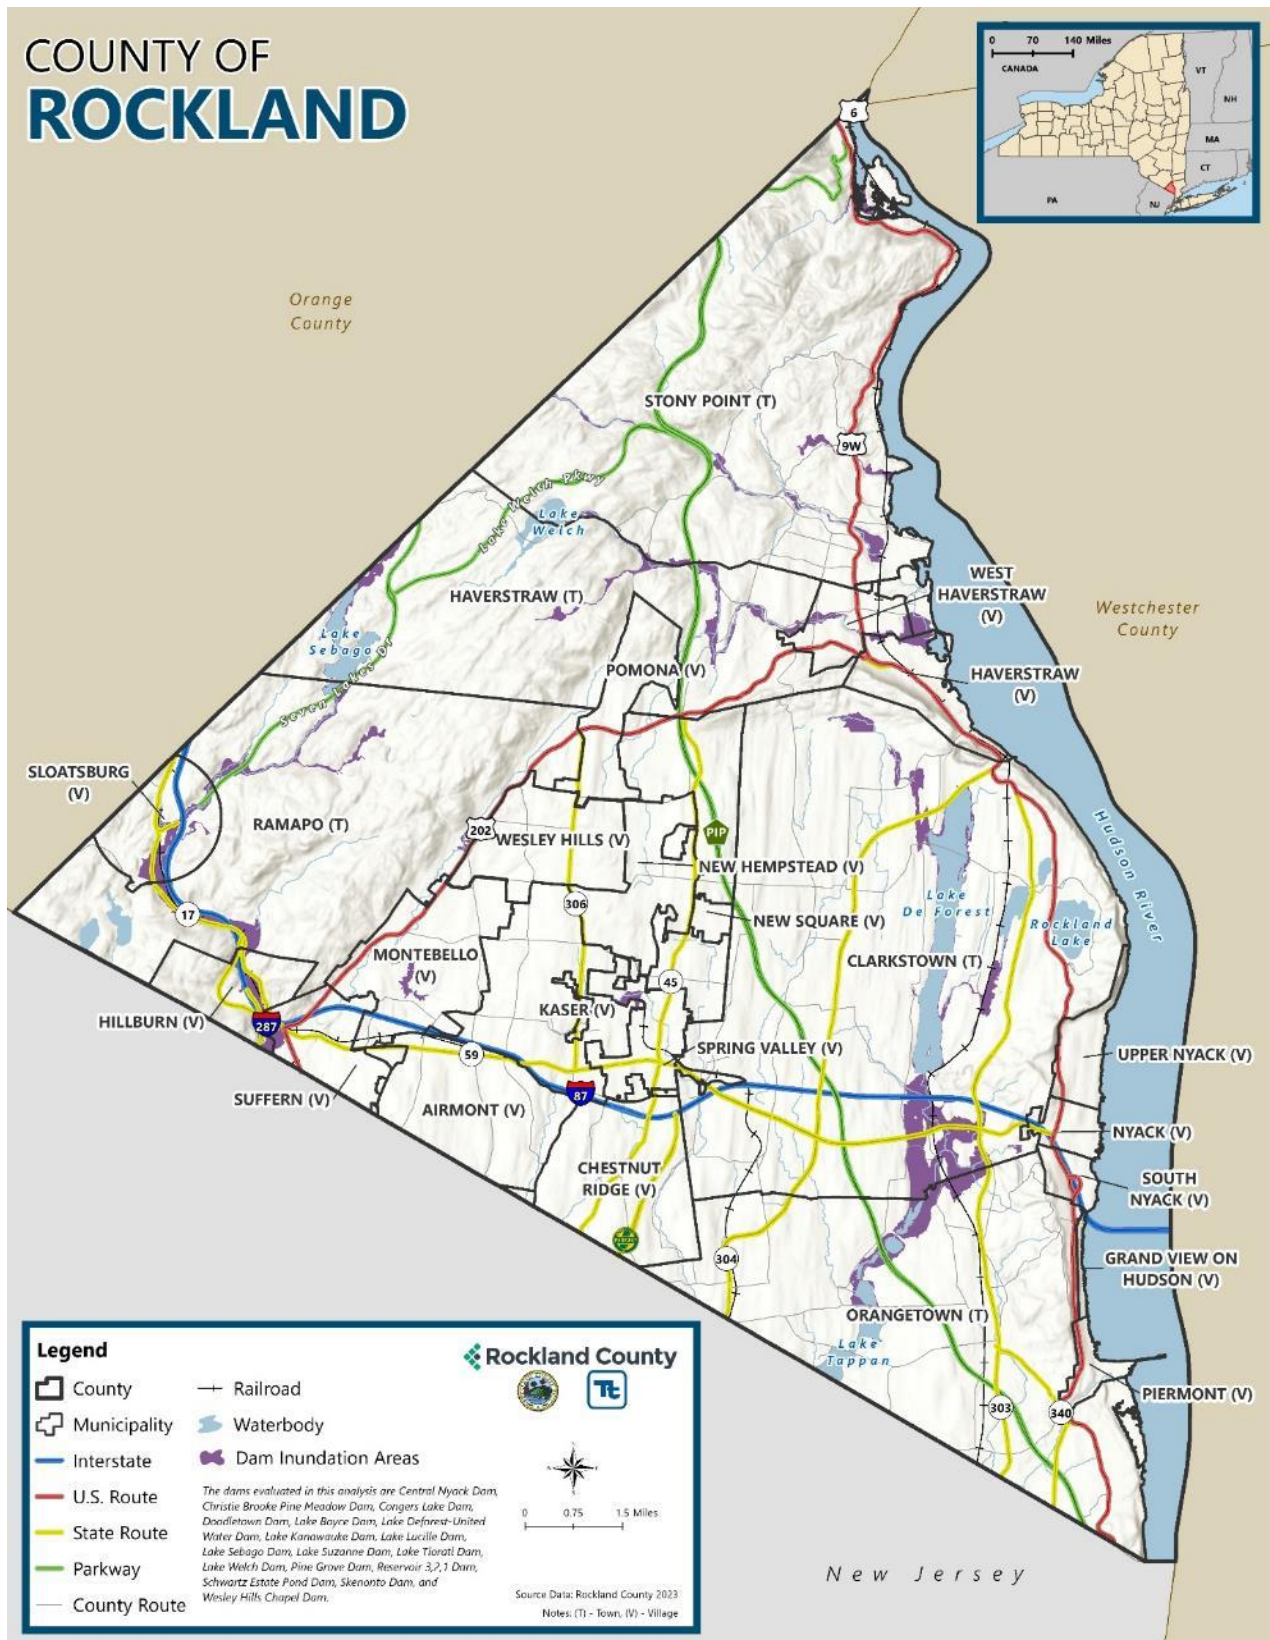 COUNTY OF
ROCKLAND
0 70 140 Miles
CANADA
VT
NH
MA
CT
PA
NJ
6
Orange
County
STONY POINT (T)
9W
Lake Welch Pkwy
Lake
Welch
WEST
HAVERSTRAW
(V)
HAVERSTRAW (T)
Westchester
County
Lake
Sebago
Seven Lakes Dr
POMONA (V)
HAVERSTRAW
(V)
SLOATSBURG
(V)
RAMAPO (T)
202
WESLEY HILLS (V)
PIP
NEW HEMPSTEAD (V)
Hudson River
306
17
Lake
De Forest
NEW SQUARE (V)
Rockland
Lake
MONTEBELLO
(V)
CLARKSTOWN (T)
45
KASER (V)
HILLBURN (V)
287
SPRING VALLEY (V)
59
UPPER NYACK (V)
SUFFERN (V)
87
AIRMONT (V)
NYACK (V)
CHESTNUT
RIDGE (V)
SOUTH
NYACK (V)
304
GRAND VIEW ON
HUDSON (V)
ORANGETOWN (T)
Lake
Tappan
PIERMONT (V)
303
340
New Jersey
Legend
County
Municipality
Interstate
U.S. Route
State Route
Parkway
County Route
Railroad
Waterbody
Dam Inundation Areas
The dams evaluated in this analysis are Central Nyack Dam,
Christie Brooke Pine Meadow Dam, Congers Lake Dam,
Doodletown Dam, Lake Boyce Dam, Lake Deforest-United
Water Dam, Lake Kanawauke Dam, Lake Lucille Dam,
Lake Sebago Dam, Lake Suzanne Dam, Lake Tiorati Dam,
Lake Welch Dam, Pine Grove Dam, Reservoir 3,2,1 Dam,
Schwartz Estate Pond Dam, Skenonto Dam, and
Wesley Hills Chapel Dam.
Rockland County
Tt
0 0.75 1.5 Miles
Source Data: Rockland County 2023
Notes: (T) - Town, (V) - Village